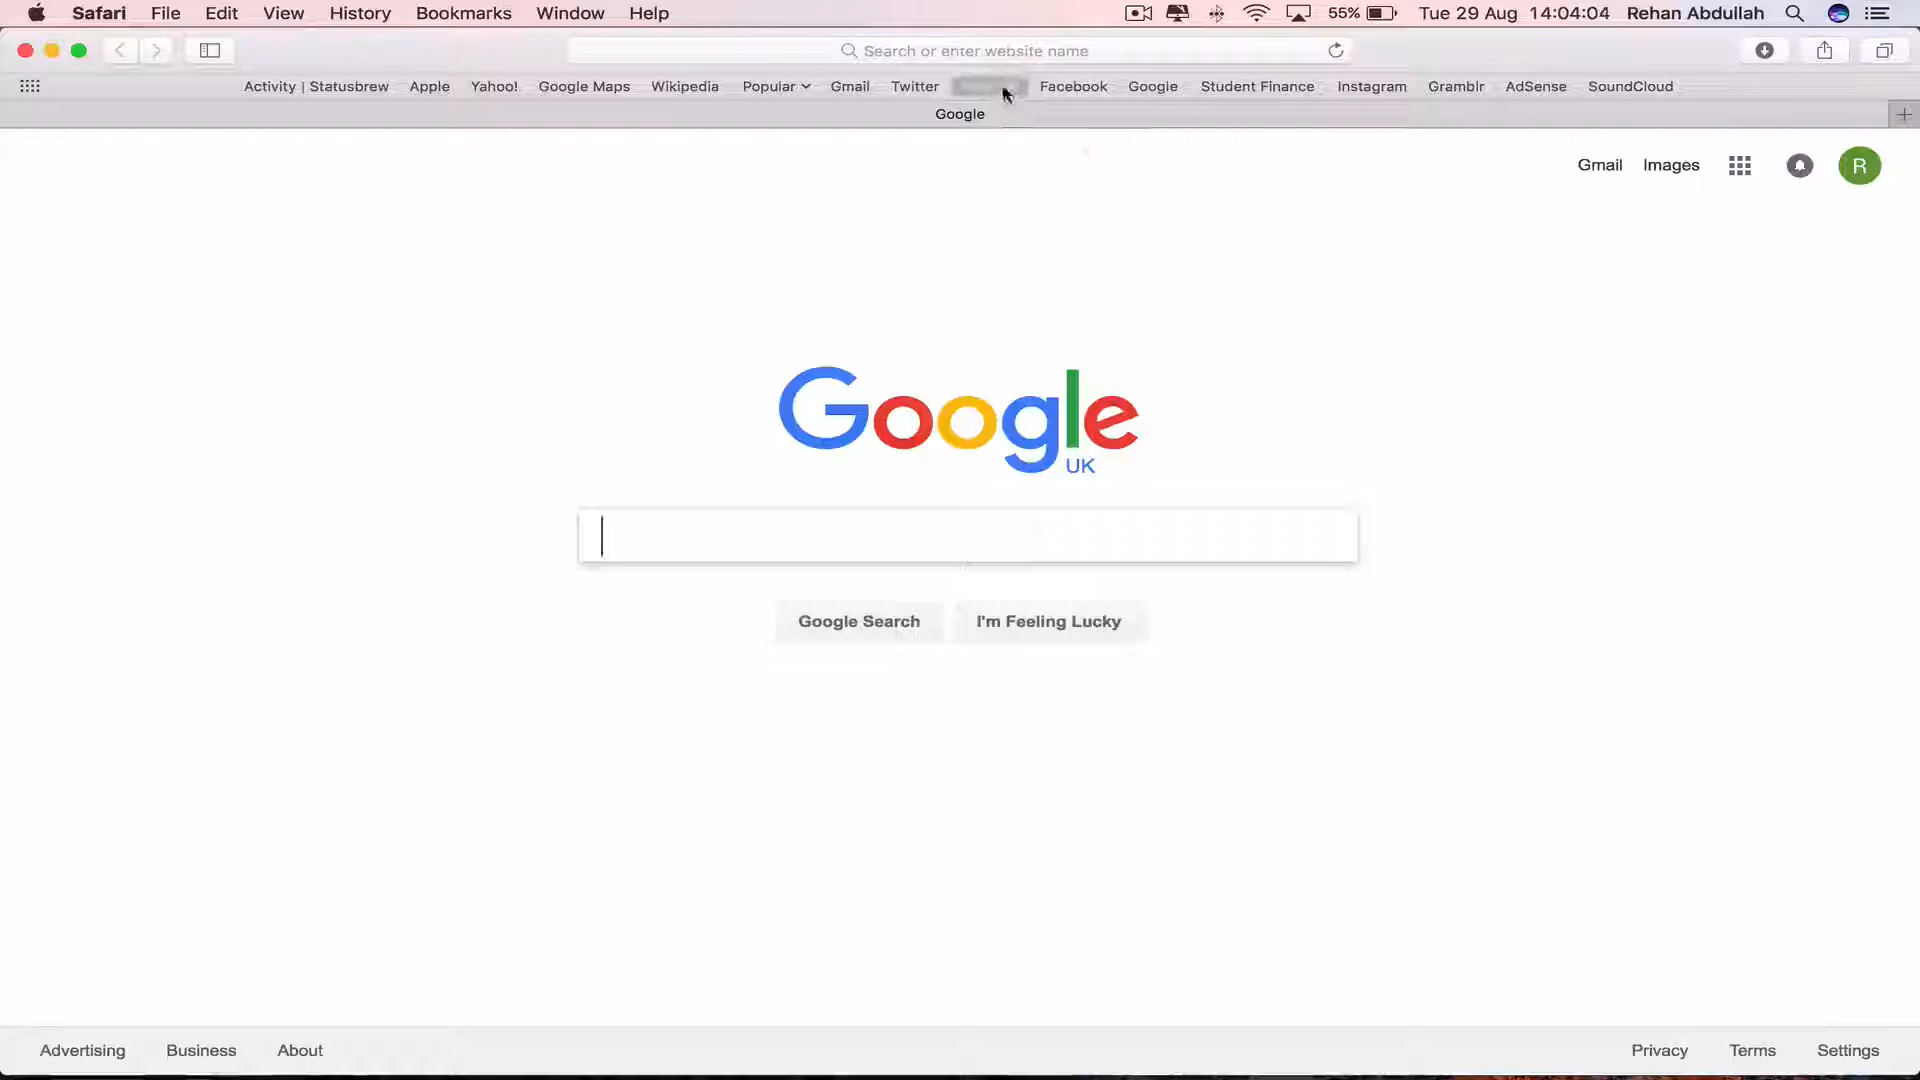 Safari File Edit View History Bookmarks Window Help 55% Tue 29 Aug 14:04:04 Rehan Abdullah
Search or enter website name
Activity | Statusbrew Apple Yahoo! Google Maps Wikipedia Popular Gmail Twitter Facebook Google Student Finance Instagram Gramblr AdSense SoundCloud
Google
Gmail Images R
Google
UK
Google Search I'm Feeling Lucky
Advertising Business About Privacy Terms Settings